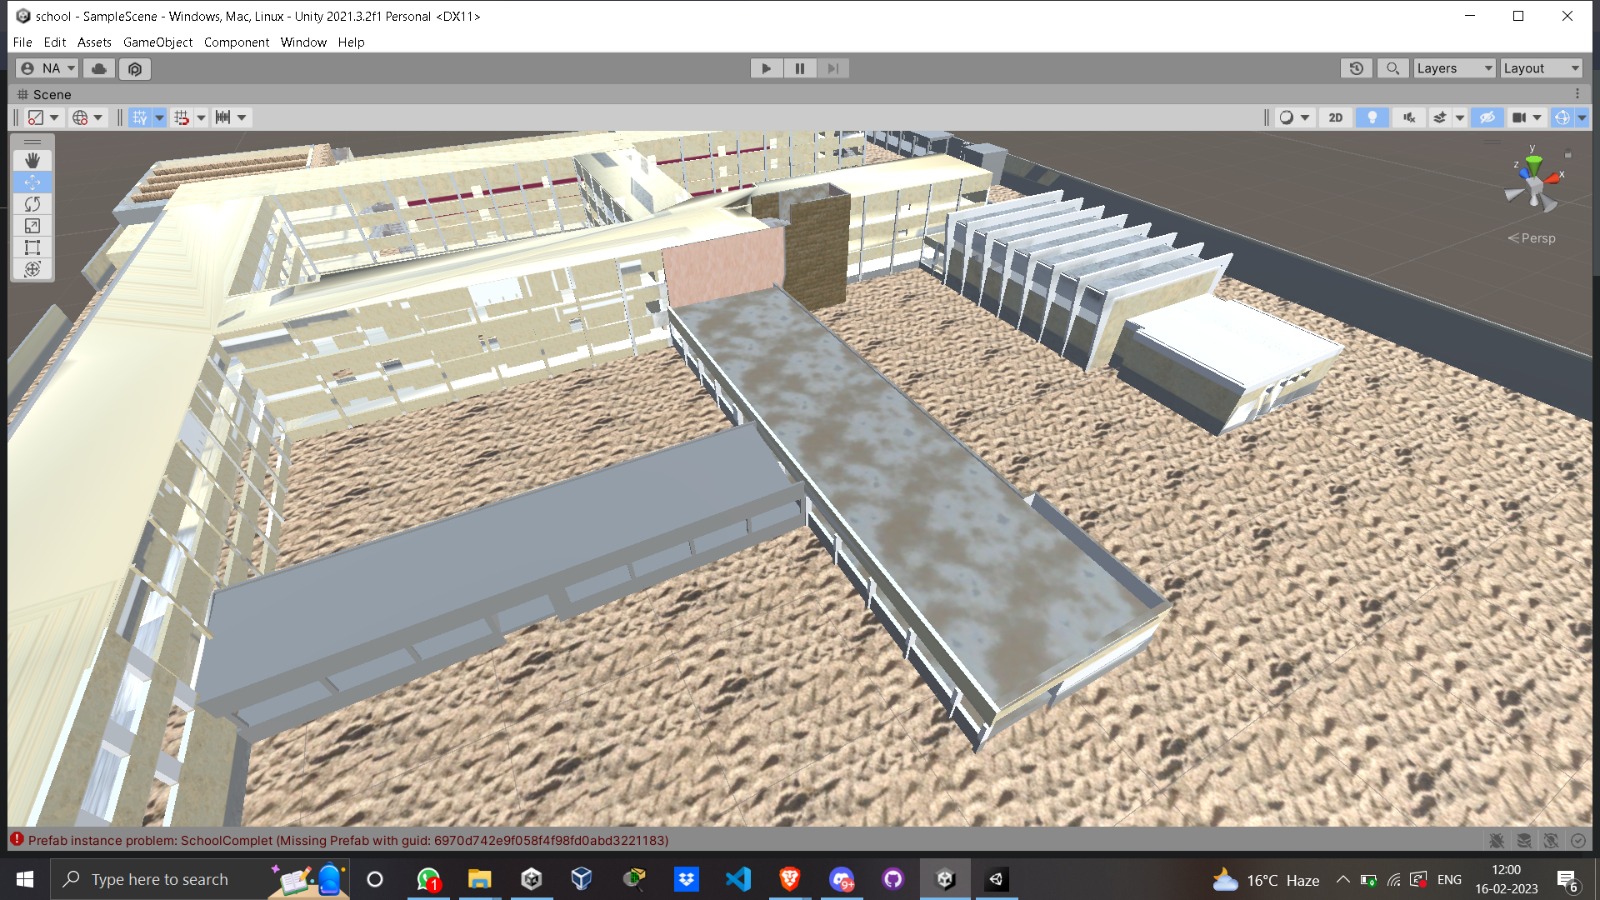 school - SampleScene - Windows, Mac, Linux - Unity 2021.3.2f1 Personal <DX11>
File Edit Assets GameObject Component Window Help
NA Layers Layout
Scene
2D
y
z
x
Persp
Prefab instance problem: SchoolComplet (Missing Prefab with guid: 6970d742e9f058f4f98fd0abd3221183)
Type here to search 1 9+ 16°C Haze ENG 12:00
16-02-2023 6